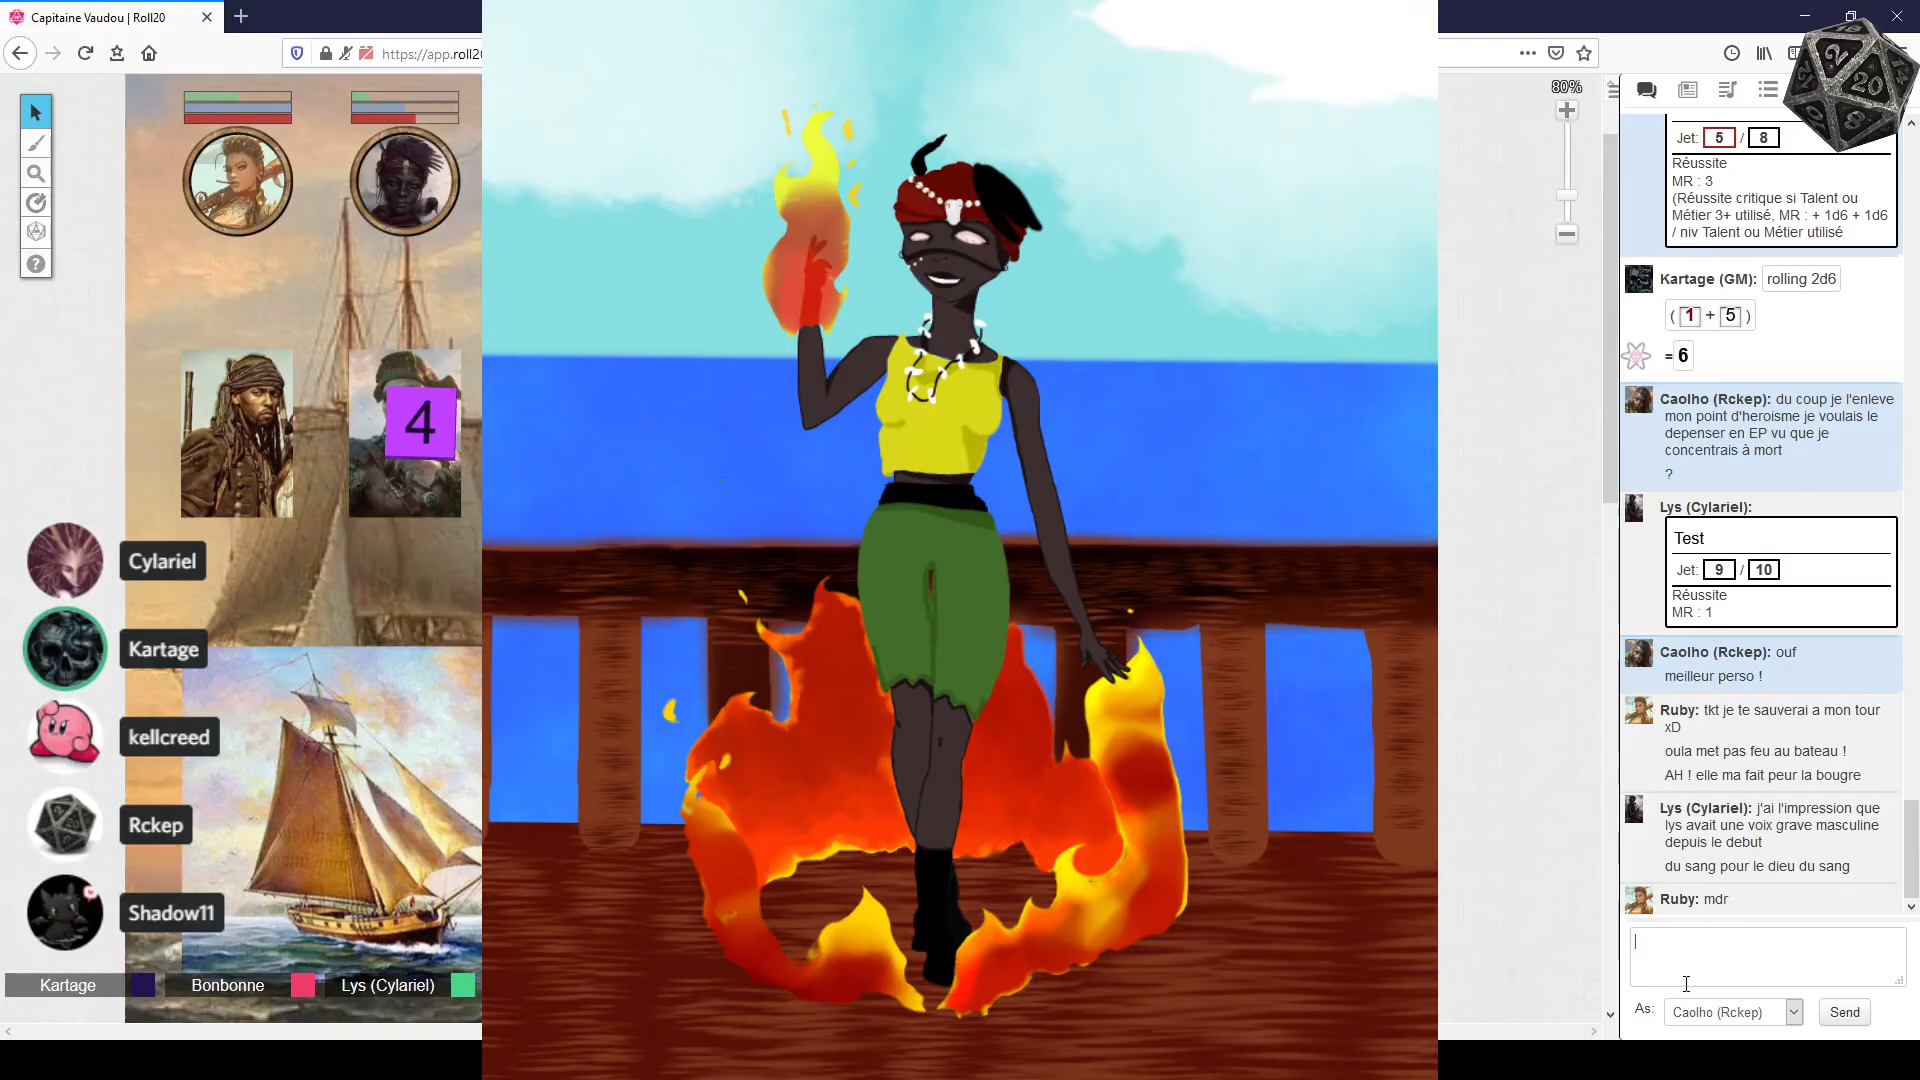 Capitaine Vaudou | Roll20
https://app.roll20
80%
Jet: 5 / 8
Réussite
MR : 3
(Réussite critique si Talent ou
Métier 3+ utilisé, MR : + 1d6 + 1d6
/ niv Talent ou Métier utilisé
Kartage (GM): rolling 2d6
( 1 + 5 )
= 6
Caolho (Rckep): du coup je l'enleve
mon point d'heroisme je voulais le
depenser en EP vu que je
concentrais à mort
?
Lys (Cylariel):
Test
Jet: 9 / 10
Réussite
MR : 1
Caolho (Rckep): ouf
meilleur perso !
Ruby: tkt je te sauverai a mon tour
xD
oula met pas feu au bateau !
AH ! elle ma fait peur la bougre
Lys (Cylariel): j'ai l'impression que
lys avait une voix grave masculine
depuis le debut
du sang pour le dieu du sang
Ruby: mdr
As: Caolho (Rckep) Send
4
Cylariel
Kartage
kellcreed
Rckep
Shadow11
Kartage Bonbonne Lys (Cylariel)
20
2
8